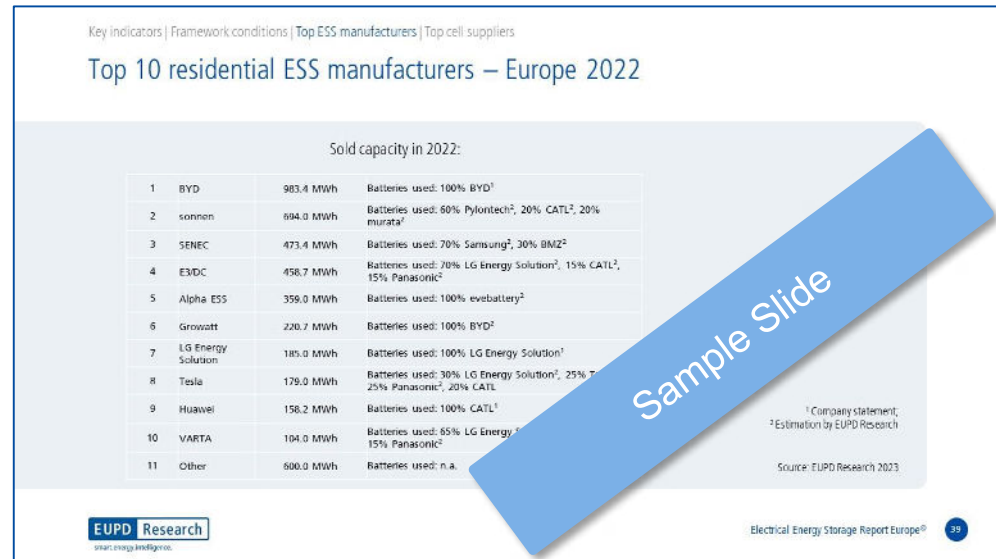 Key indicators | Framework conditions | Top ESS manufacturers | Top cell suppliers
Top 10 residential ESS manufacturers – Europe 2022
Sold capacity in 2022:
1 BYD 983.4 MWh Batteries used: 100% BYD¹
2 sonnen 694.0 MWh Batteries used: 60% Pylontech², 20% CATL², 20%
murata²
3 SENEC 473.4 MWh Batteries used: 70% Samsung², 30% BMZ²
4 E3/DC 458.7 MWh Batteries used: 70% LG Energy Solution², 15% CATL²,
15% Panasonic²
5 Alpha ESS 359.0 MWh Batteries used: 100% evebattery²
6 Growatt 220.7 MWh Batteries used: 100% BYD²
7 LG Energy
Solution 185.0 MWh Batteries used: 100% LG Energy Solution¹
8 Tesla 179.0 MWh Batteries used: 30% LG Energy Solution², 25%
25% Panasonic², 20% CATL
9 Huawei 158.2 MWh Batteries used: 100% CATL¹
10 VARTA 104.0 MWh Batteries used: 65% LG Energy
15% Panasonic²
11 Other 600.0 MWh Batteries used: n.a.
Sample Slide
¹ Company statement;
² Estimation by EUPD Research
Source: EUPD Research 2023
EUPD Research
smart.energy.intelligence.
Electrical Energy Storage Report Europe© 39